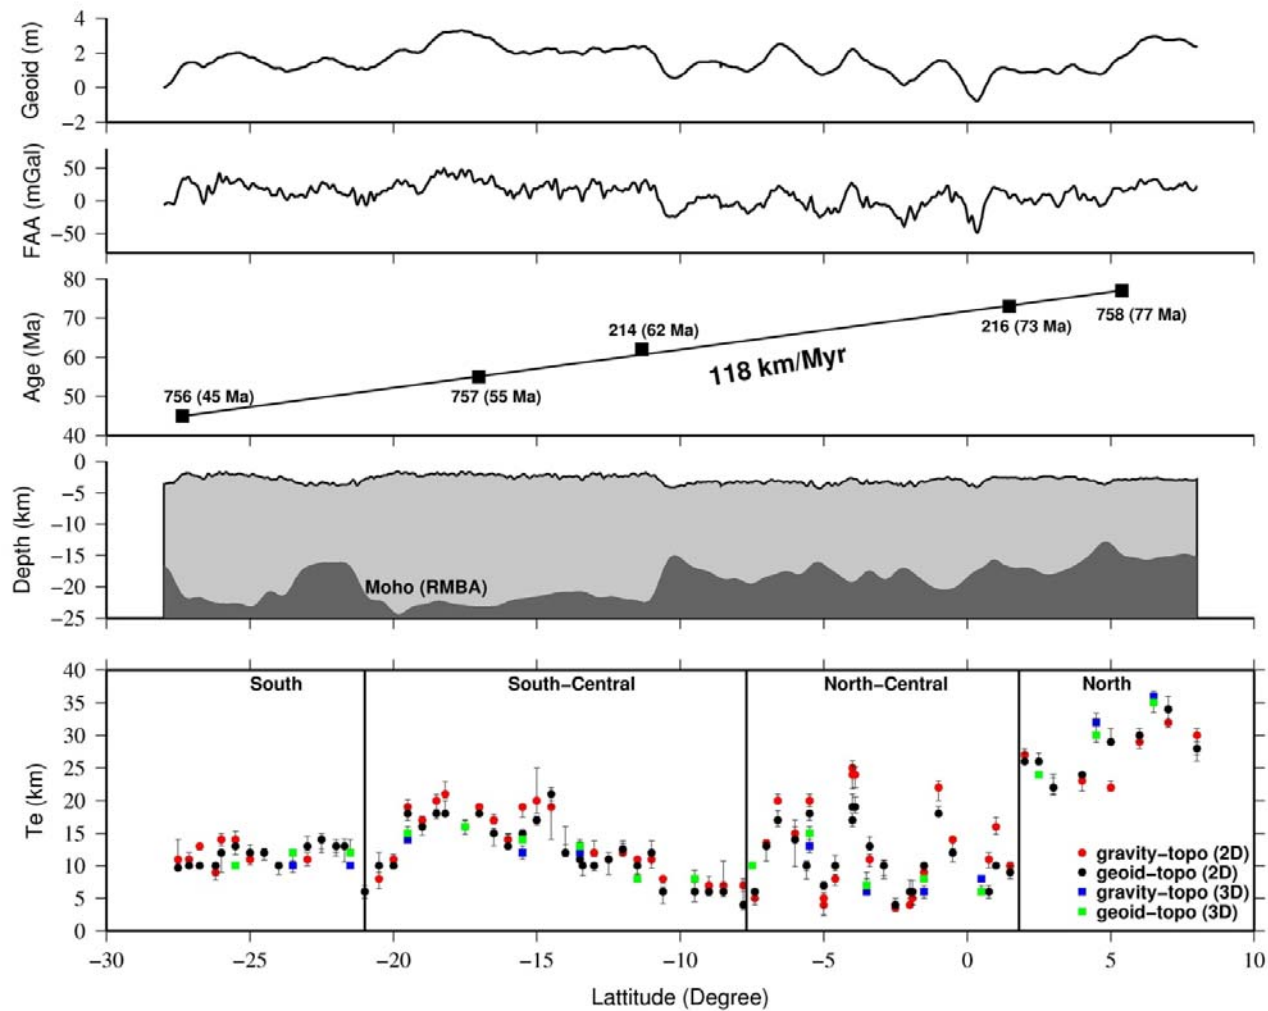 4
2
0
−2
Geoid (m)
50
0
−50
FAA (mGal)
80
70
60
50
40
Age (Ma)
756 (45 Ma)
757 (55 Ma)
214 (62 Ma)
216 (73 Ma)
758 (77 Ma)
118 km/Myr
0
−5
−10
−15
−20
−25
Depth (km)
Moho (RMBA)
40
35
30
25
20
15
10
5
0
Te (km)
South
South−Central
North−Central
North
gravity−topo (2D)
geoid−topo (2D)
gravity−topo (3D)
geoid−topo (3D)
−30 −25 −20 −15 −10 −5 0 5 10
Lattitude (Degree)